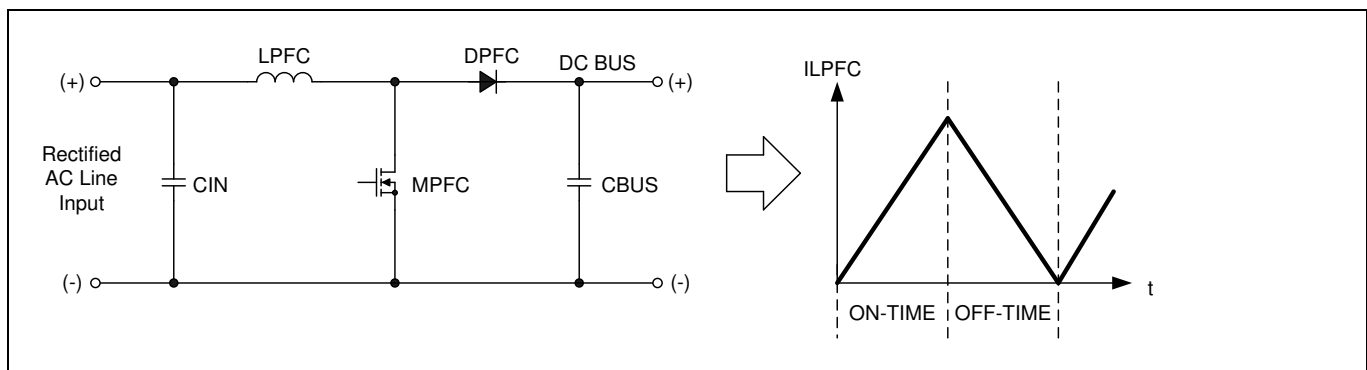 LPFC
DPFC
DC BUS
(+)
(+)
Rectified
AC Line
Input
CIN
MPFC
CBUS
(-)
(-)
ILPFC
t
ON-TIME
OFF-TIME